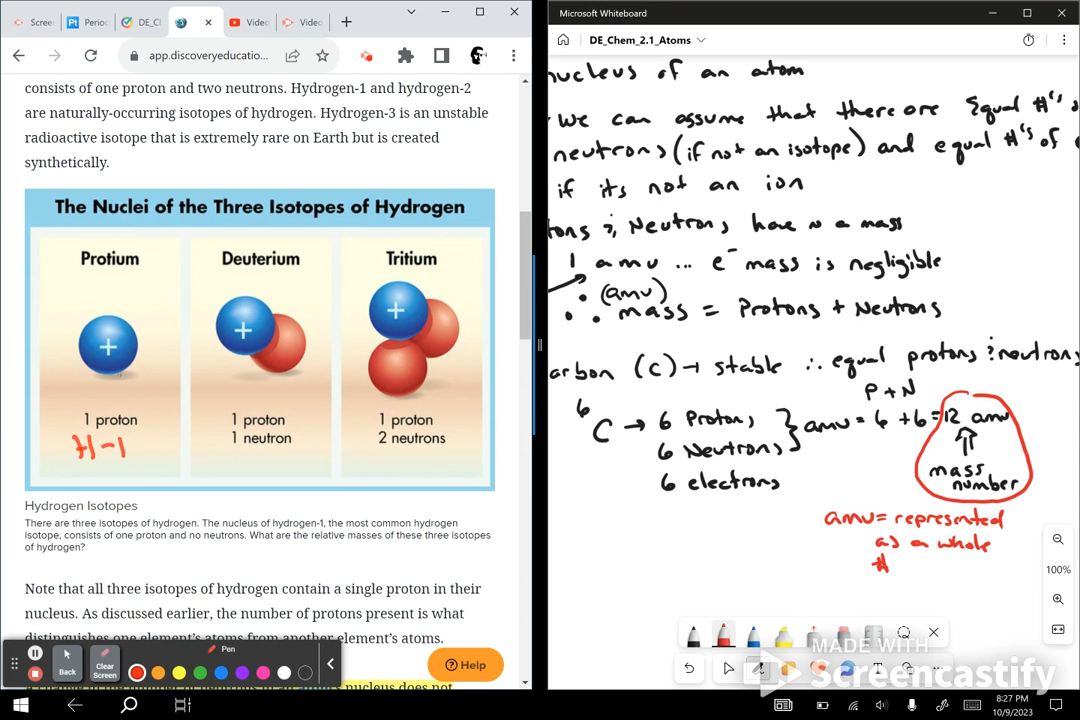 Scree
Perio
DE_C
Video
Video
app.discoveryeducatio...
consists of one proton and two neutrons. Hydrogen-1 and hydrogen-2
are naturally-occurring isotopes of hydrogen. Hydrogen-3 is an unstable
radioactive isotope that is extremely rare on Earth but is created
synthetically.
The Nuclei of the Three Isotopes of Hydrogen
Protium Deuterium Tritium
+ + +
1 proton 1 proton 1 proton
1 neutron 2 neutrons
H-1
Hydrogen Isotopes
There are three isotopes of hydrogen. The nucleus of hydrogen-1, the most common hydrogen
isotope, consists of one proton and no neutrons. What are the relative masses of these three isotopes
of hydrogen?
Note that all three isotopes of hydrogen contain a single proton in their
nucleus. As discussed earlier, the number of protons present is what
distinguishes one element's atoms from another element's atoms.
nucleus does not
Pen
Back
Clear
Screen
Help
Microsoft Whiteboard
DE_Chem_2.1_Atoms
nucleus of an atom
We can assume that there are Equal #'s
neutrons (if not an isotope) and equal #'s of
if its not an ion
Neutrons have a mass
1 amu ... e⁻ mass is negligible
(amu)
∴ mass = Protons + Neutrons
arbon (C) → stable ∴ equal protons neutrons
P + N
6 C → 6 Protons } amu = 6 + 6 = 12 amu
6 Neutrons
6 electrons
mass
number
amu = represented
as a whole
#
100%
MADE WITH
Screencastify
8:27 PM
10/9/2023